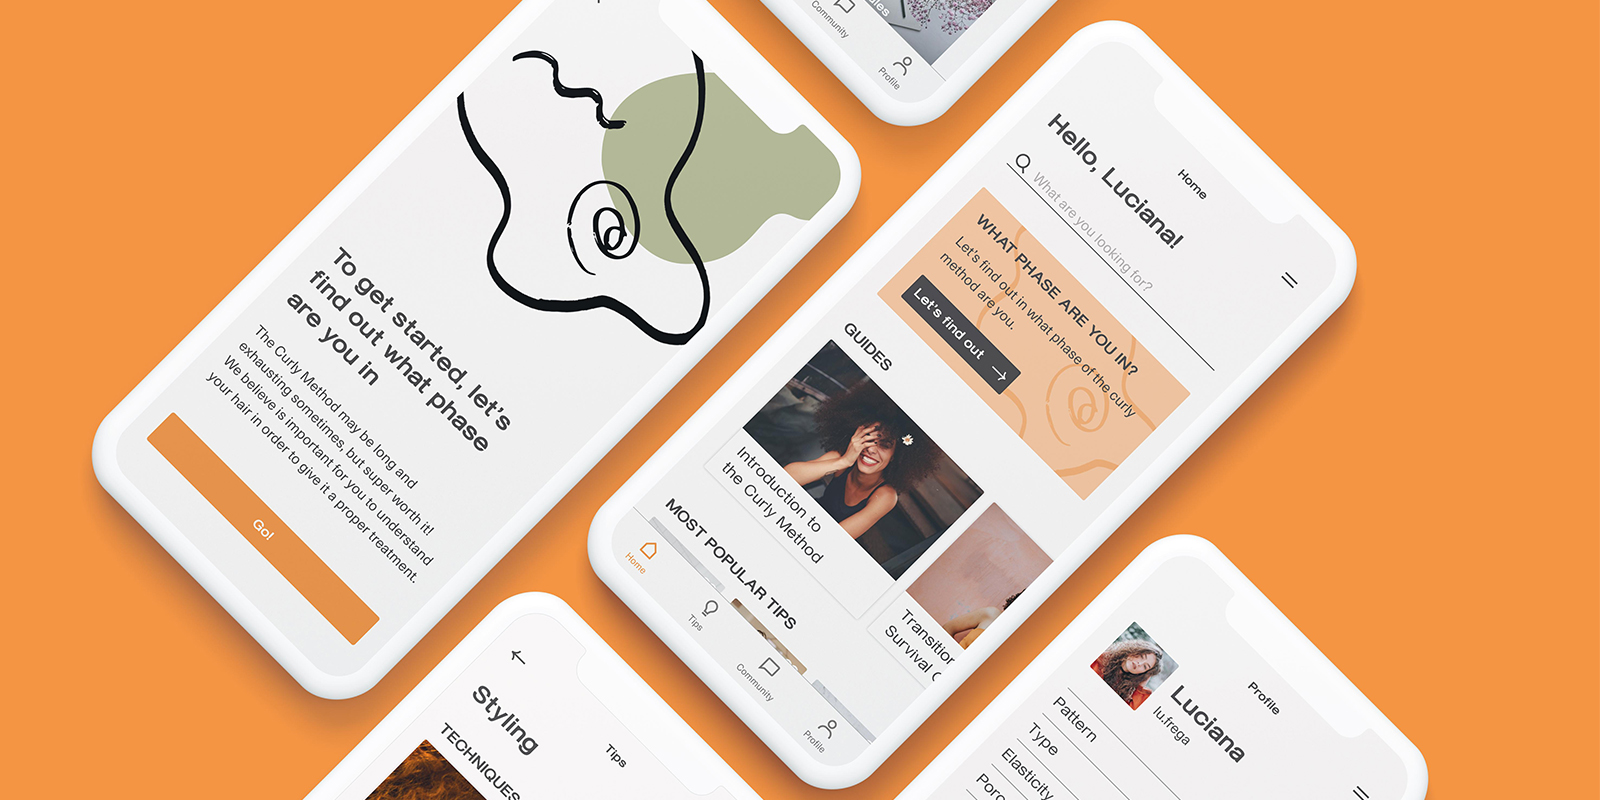 Community
Profile
To get started, let's
find out what phase
are you in
The Curly Method may be long and
exhausting sometimes, but super worth it!
We believe is important for you to understand
your hair in order to give it a proper treatment.
Go!
Home
Hello, Luciana!
What are you looking for?
WHAT PHASE ARE YOU IN?
Let's find out in what phase of the curly
method are you.
Let's find out
GUIDES
Introduction to
the Curly Method
Transition
Survival
MOST POPULAR TIPS
Home
Tips
Community
Profile
Tips
Styling
TECHNIQUES
Profile
Luciana
lu.frega
Pattern
Type
Elasticity